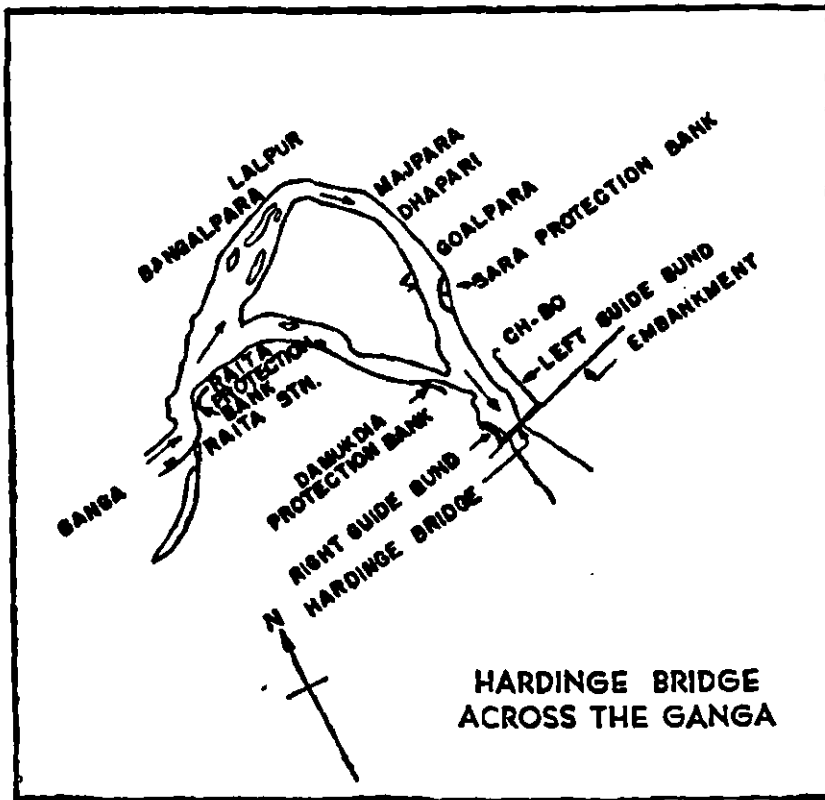 LALPUR
BANGALPARA
MAJPARA
DHAPARI
GOALPARA
SARA PROTECTION BANK
CH-BO
LEFT GUIDE BUND
EMBANKMENT
RAITA
PROTECTION
BANK
RAITA STN.
GANGA
DAMUKDIA
PROTECTION BANK
RIGHT GUIDE BUND
HARDINGE BRIDGE
N
HARDINGE BRIDGE
ACROSS THE GANGA